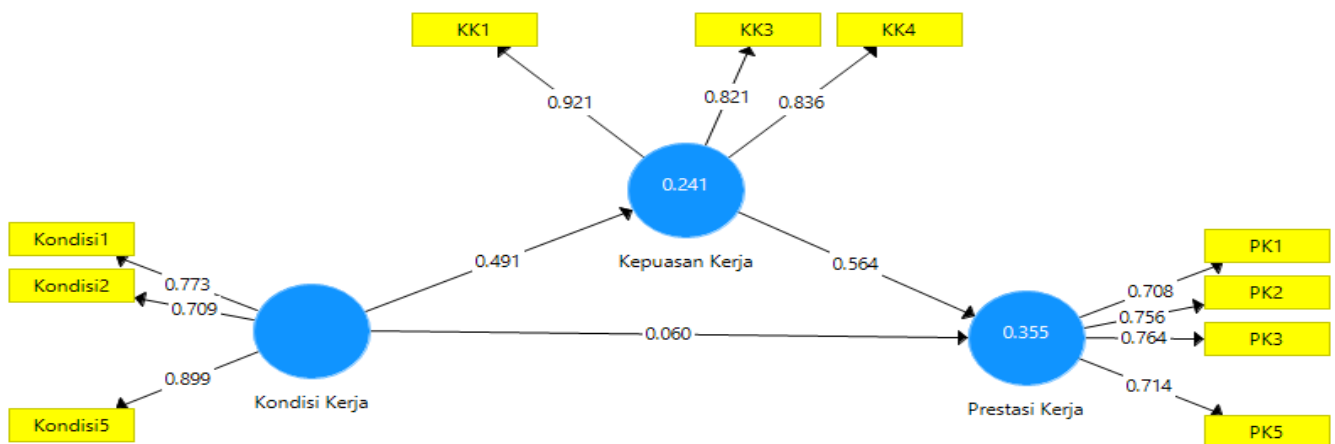 KK1
KK3
KK4
0.921
0.821
0.836
0.241
Kepuasan Kerja
Kondisi1
Kondisi2
Kondisi5
0.773
0.709
0.899
Kondisi Kerja
0.491
0.564
0.060
0.355
Prestasi Kerja
0.708
0.756
0.764
0.714
PK1
PK2
PK3
PK5